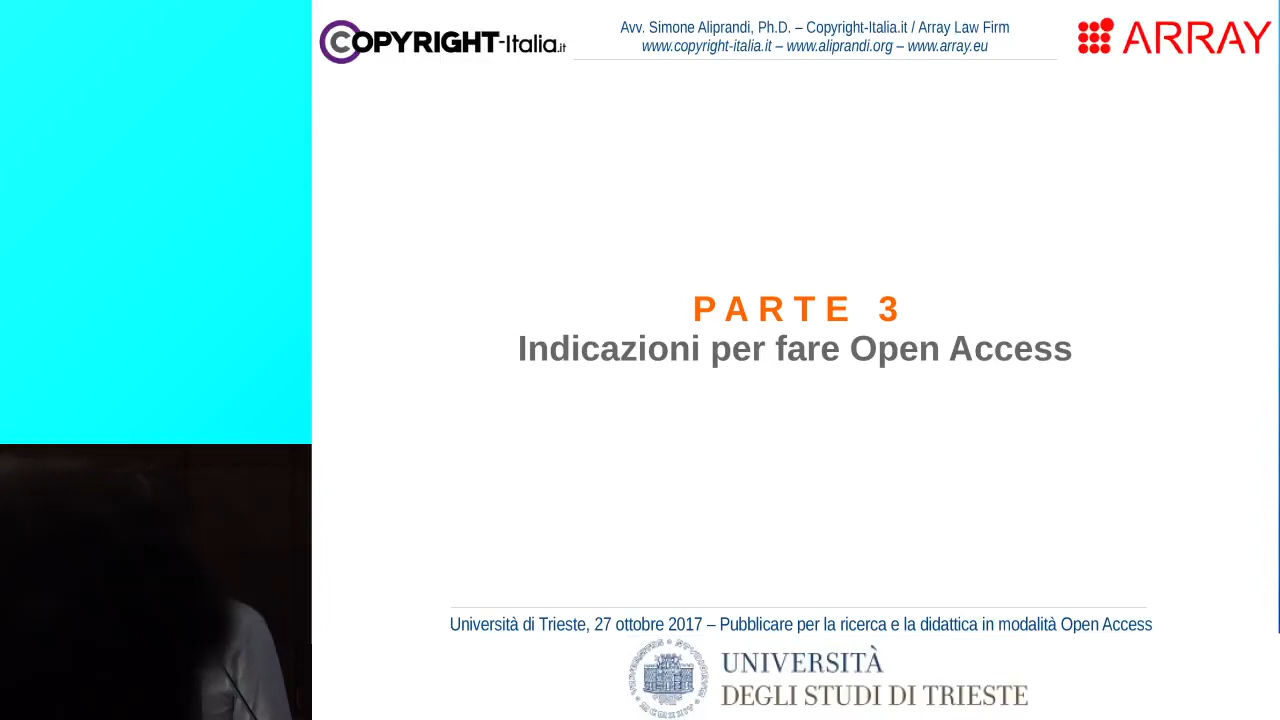 COPYRIGHT-Italia.it
Avv. Simone Aliprandi, Ph.D. – Copyright-Italia.it / Array Law Firm
www.copyright-italia.it – www.aliprandi.org – www.array.eu
ARRAY
PARTE 3
Indicazioni per fare Open Access
Università di Trieste, 27 ottobre 2017 – Pubblicare per la ricerca e la didattica in modalità Open Access
UNIVERSITÀ
DEGLI STUDI DI TRIESTE